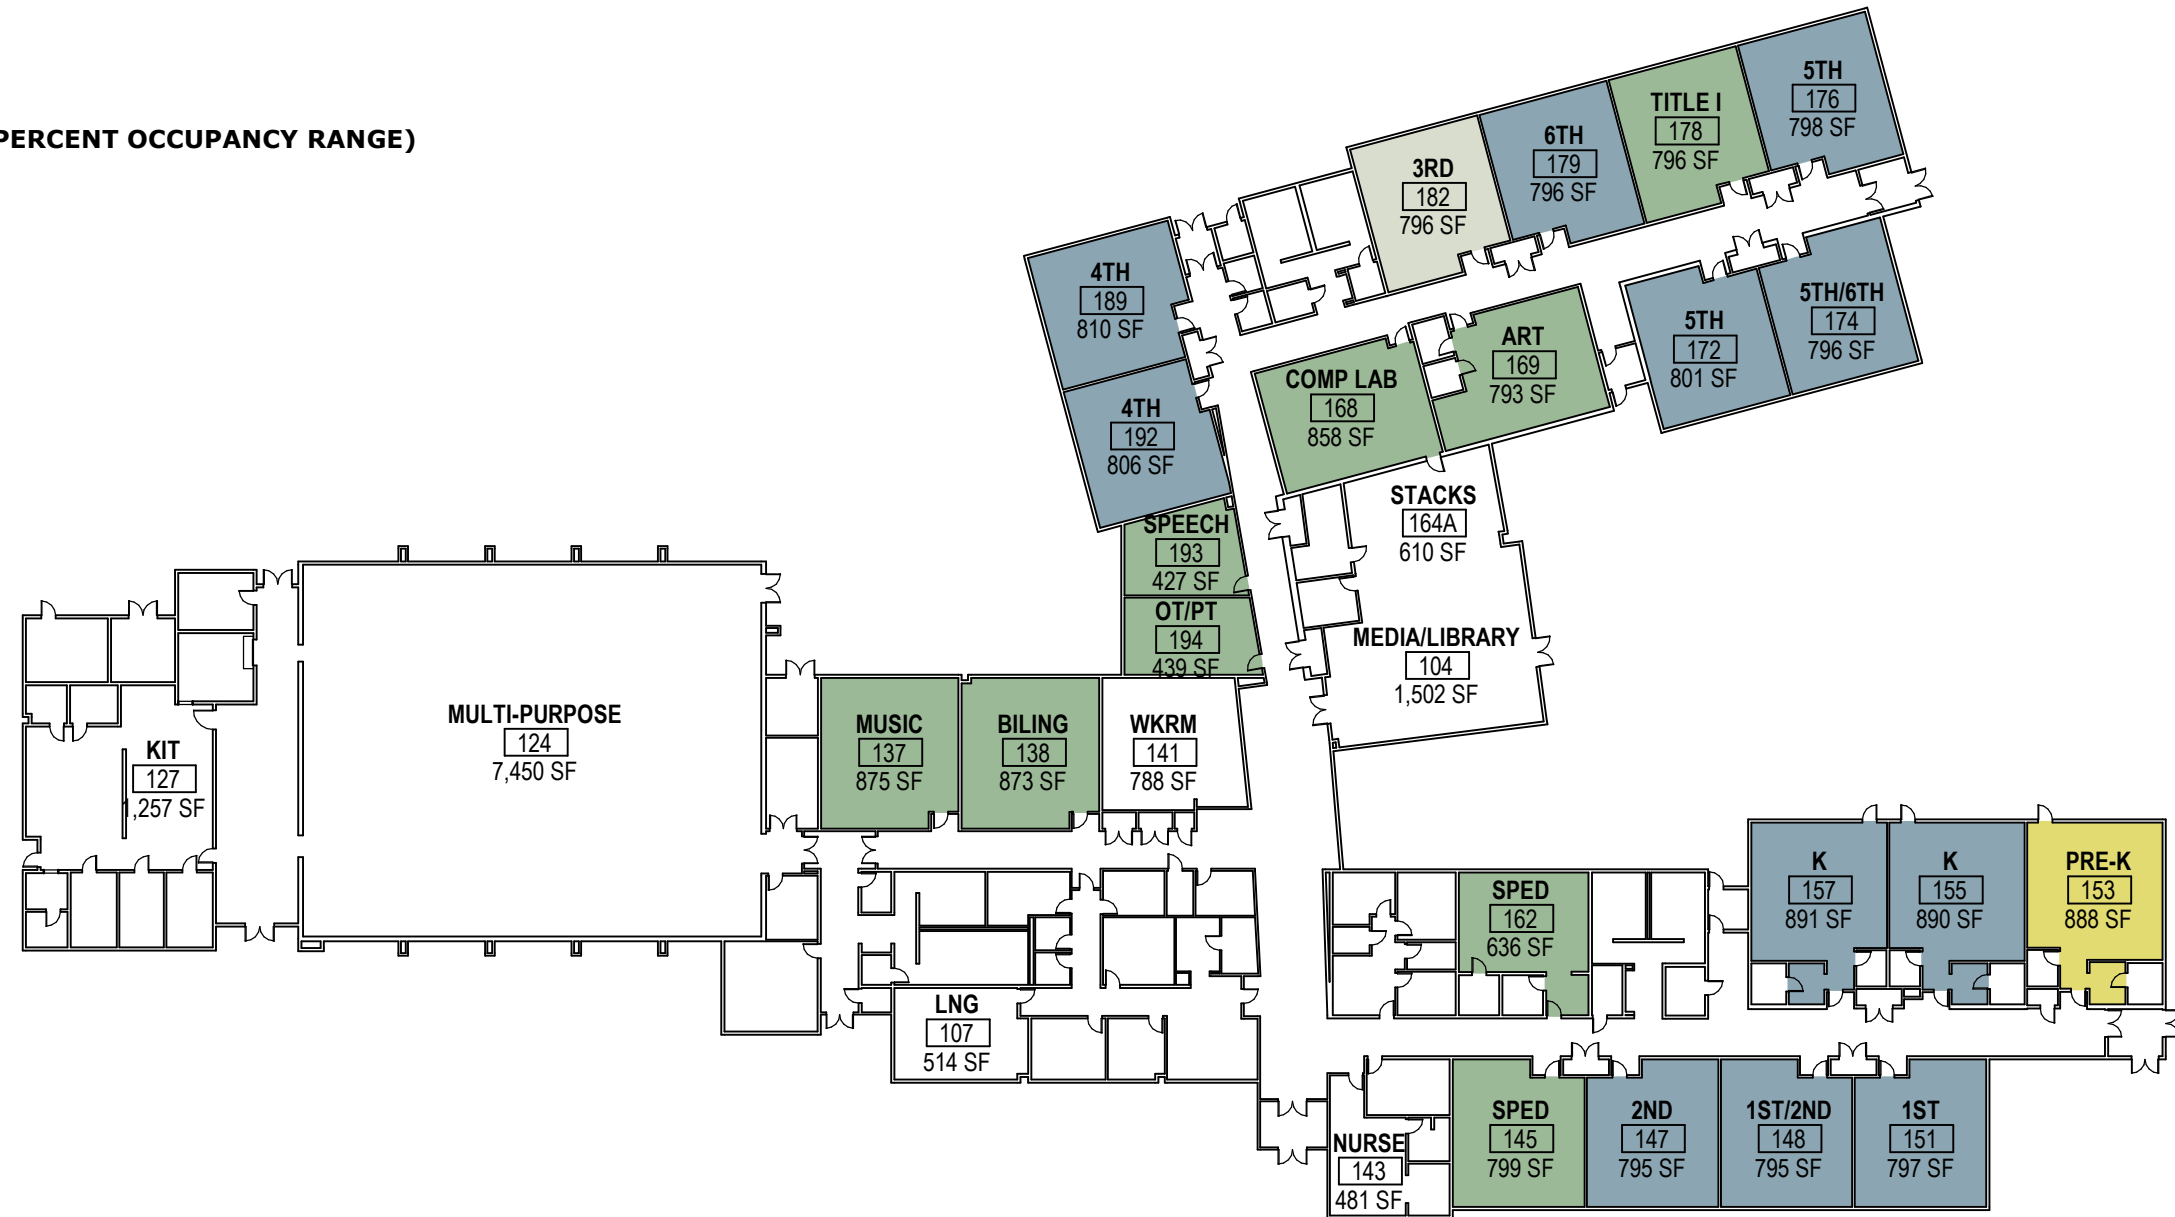 PERCENT OCCUPANCY RANGE)
5TH
176
798 SF
TITLE I
178
796 SF
6TH
179
796 SF
3RD
182
796 SF
4TH
189
810 SF
5TH/6TH
174
796 SF
5TH
172
801 SF
ART
169
793 SF
COMP LAB
168
858 SF
4TH
192
806 SF
STACKS
164A
610 SF
SPEECH
193
427 SF
OT/PT
194
439 SF
MEDIA/LIBRARY
104
1,502 SF
MULTI-PURPOSE
124
7,450 SF
KIT
127
1,257 SF
MUSIC
137
875 SF
BILING
138
873 SF
WKRM
141
788 SF
SPED
162
636 SF
K
157
891 SF
K
155
890 SF
PRE-K
153
888 SF
LNG
107
514 SF
NURSE
143
481 SF
SPED
145
799 SF
2ND
147
795 SF
1ST/2ND
148
795 SF
1ST
151
797 SF